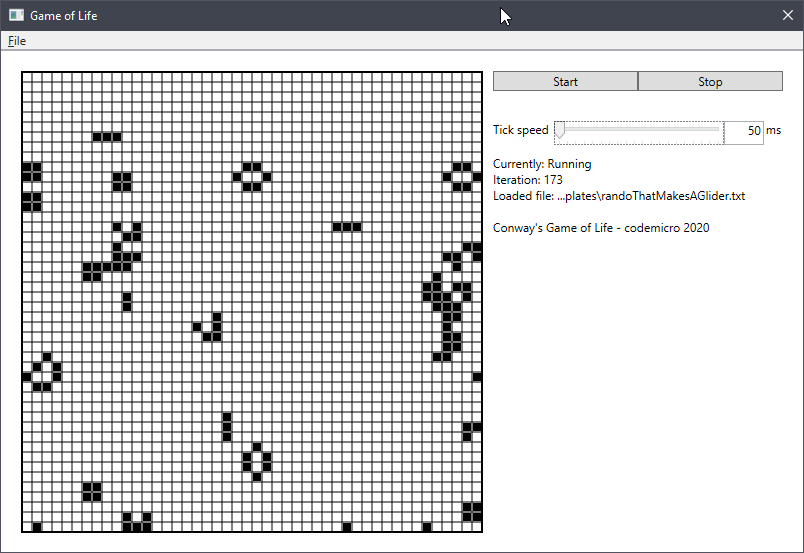 Game of Life
File
Start Stop
Tick speed 50 ms
Currently: Running
Iteration: 173
Loaded file: ...plates\randoThatMakesAGlider.txt
Conway's Game of Life - codemicro 2020